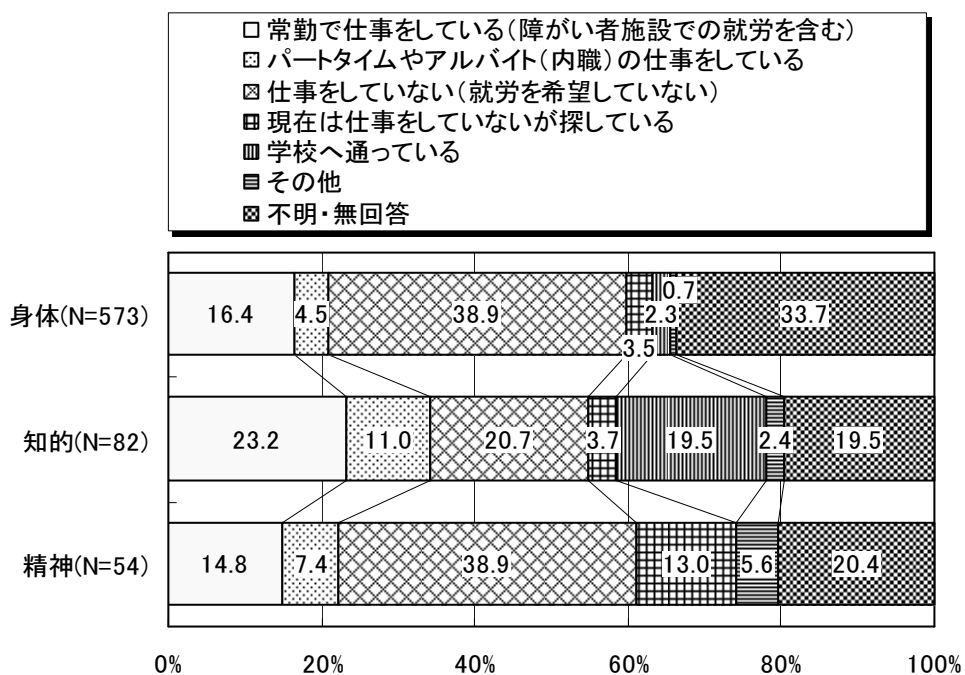 常勤で仕事をしている（障がい者施設での就労を含む）
パートタイムやアルバイト（内職）の仕事をしている
仕事をしていない（就労を希望していない）
現在は仕事をしていないが探している
学校へ通っている
その他
不明・無回答
身体(N=573)
16.4
4.5
38.9
3.5
2.3
0.7
33.7
知的(N=82)
23.2
11.0
20.7
3.7
19.5
2.4
19.5
精神(N=54)
14.8
7.4
38.9
13.0
5.6
20.4
0%
20%
40%
60%
80%
100%